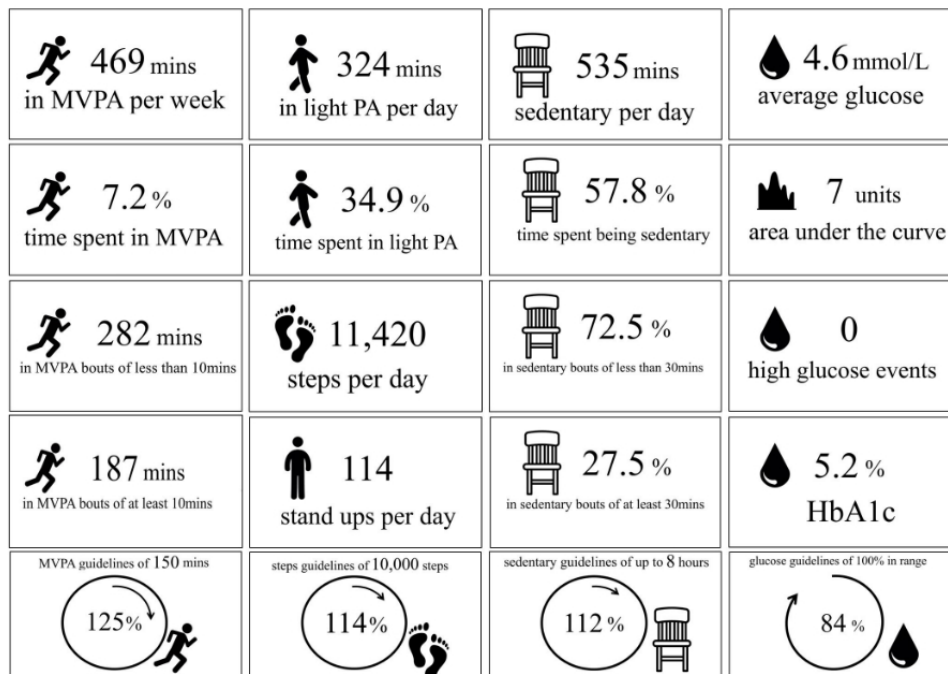 469 mins
in MVPA per week
324 mins
in light PA per day
535 mins
sedentary per day
4.6 mmol/L
average glucose
7.2 %
time spent in MVPA
34.9 %
time spent in light PA
57.8 %
time spent being sedentary
7 units
area under the curve
282 mins
in MVPA bouts of less than 10mins
11,420
steps per day
72.5 %
in sedentary bouts of less than 30mins
0
high glucose events
187 mins
in MVPA bouts of at least 10mins
114
stand ups per day
27.5 %
in sedentary bouts of at least 30mins
5.2 %
HbA1c
MVPA guidelines of 150 mins
125%
steps guidelines of 10,000 steps
114%
sedentary guidelines of up to 8 hours
112%
glucose guidelines of 100% in range
84 %